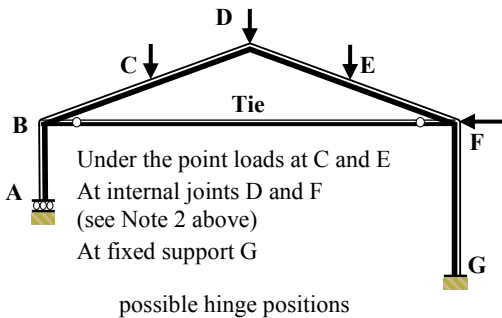 D
C
E
Tie
B
F
Under the point loads at C and E
A
At internal joints D and F
(see Note 2 above)
At fixed support G
G
possible hinge positions